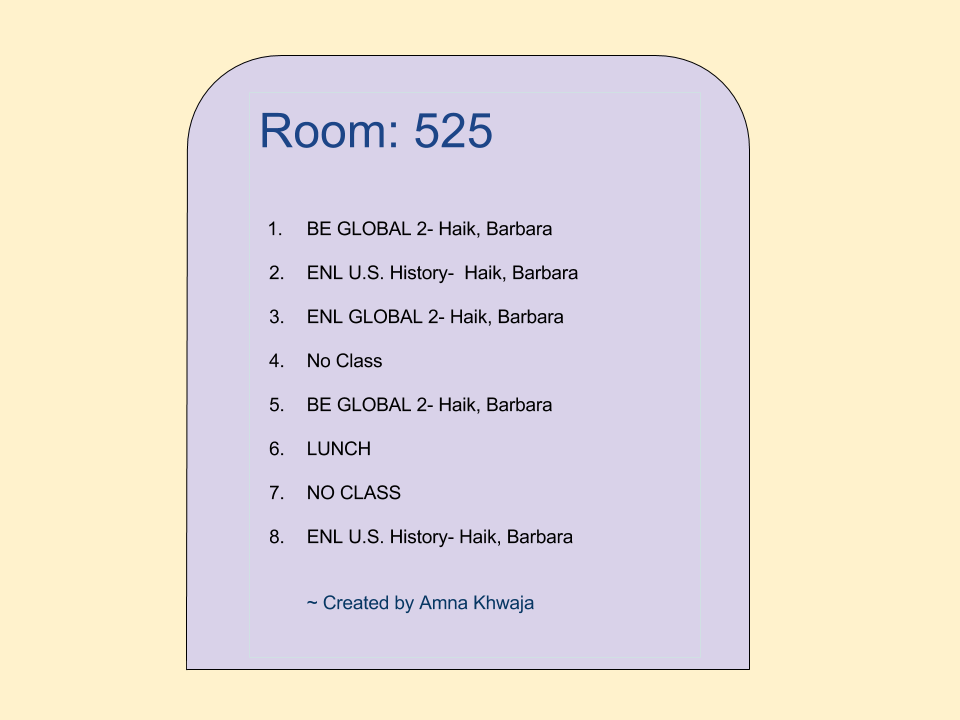 Room: 525
1. BE GLOBAL 2- Haik, Barbara
2. ENL U.S. History-  Haik, Barbara
3. ENL GLOBAL 2- Haik, Barbara
4. No Class
5. BE GLOBAL 2- Haik, Barbara
6. LUNCH
7. NO CLASS
8. ENL U.S. History- Haik, Barbara
~ Created by Amna Khwaja